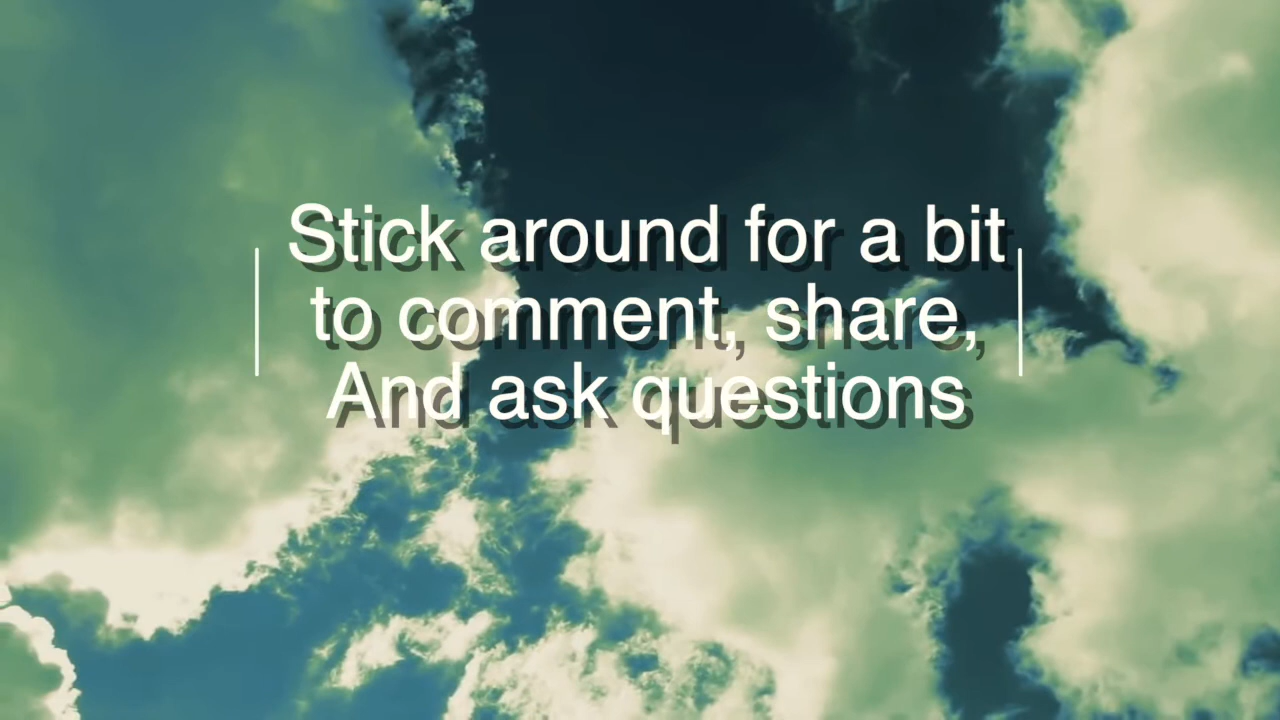 Stick around for a bit
to comment, share,
And ask questions